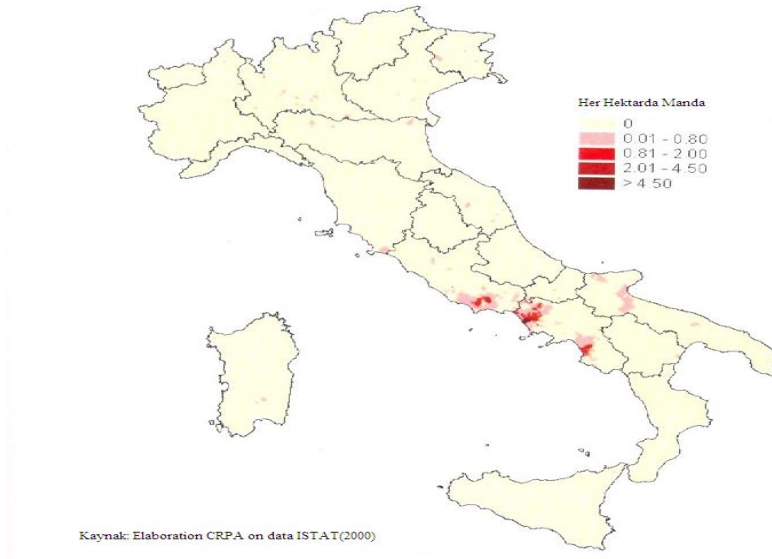 Her Hektarda Manda
0
0.01 - 0.80
0.81 - 2.00
2.01 - 4.50
> 4.50
Kaynak: Elaboration CRPA on data ISTAT(2000)